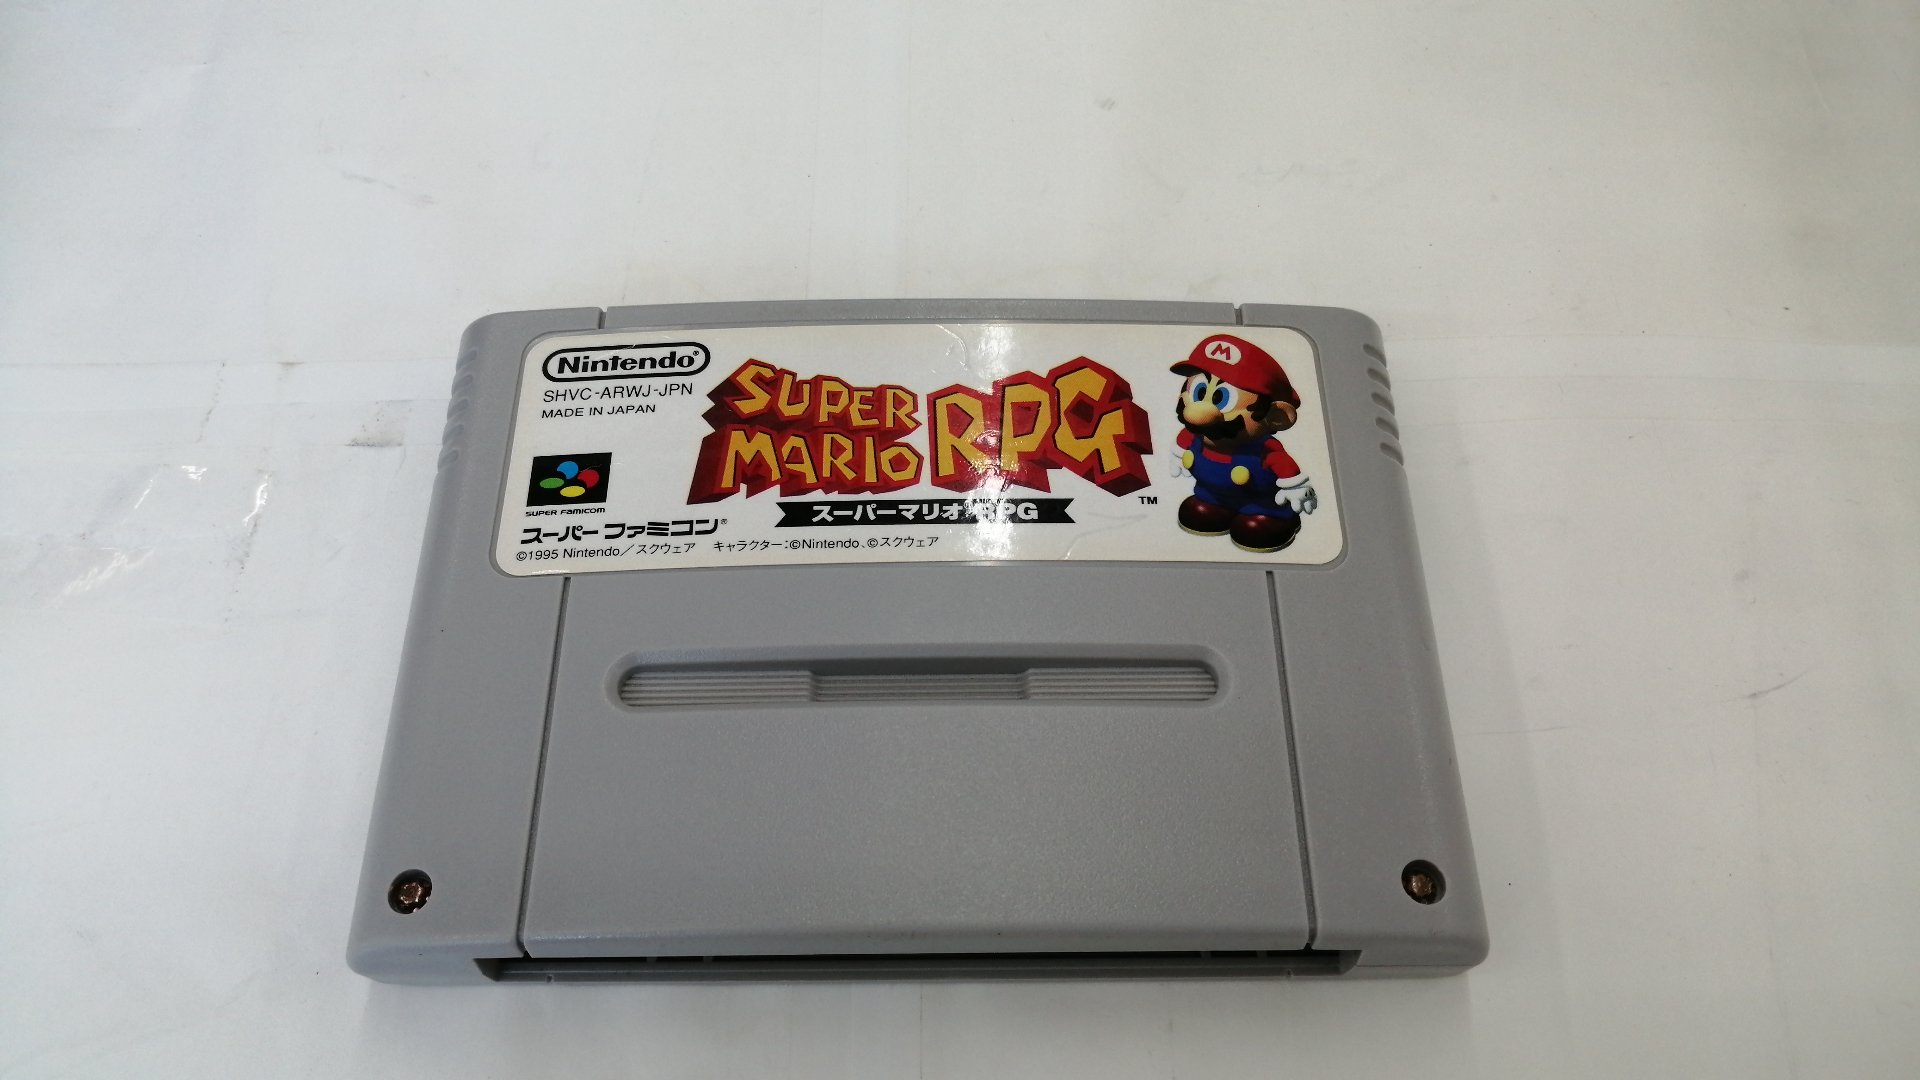 Nintendo®
SHVC-ARWJ-JPN
MADE IN JAPAN
SUPER
MARIO RPG
スーパーマリオRPG
TM
M
SUPER FAMICOM
スーパーファミコン®
©1995 Nintendo／スクウェア キャラクター：©Nintendo、©スクウェア